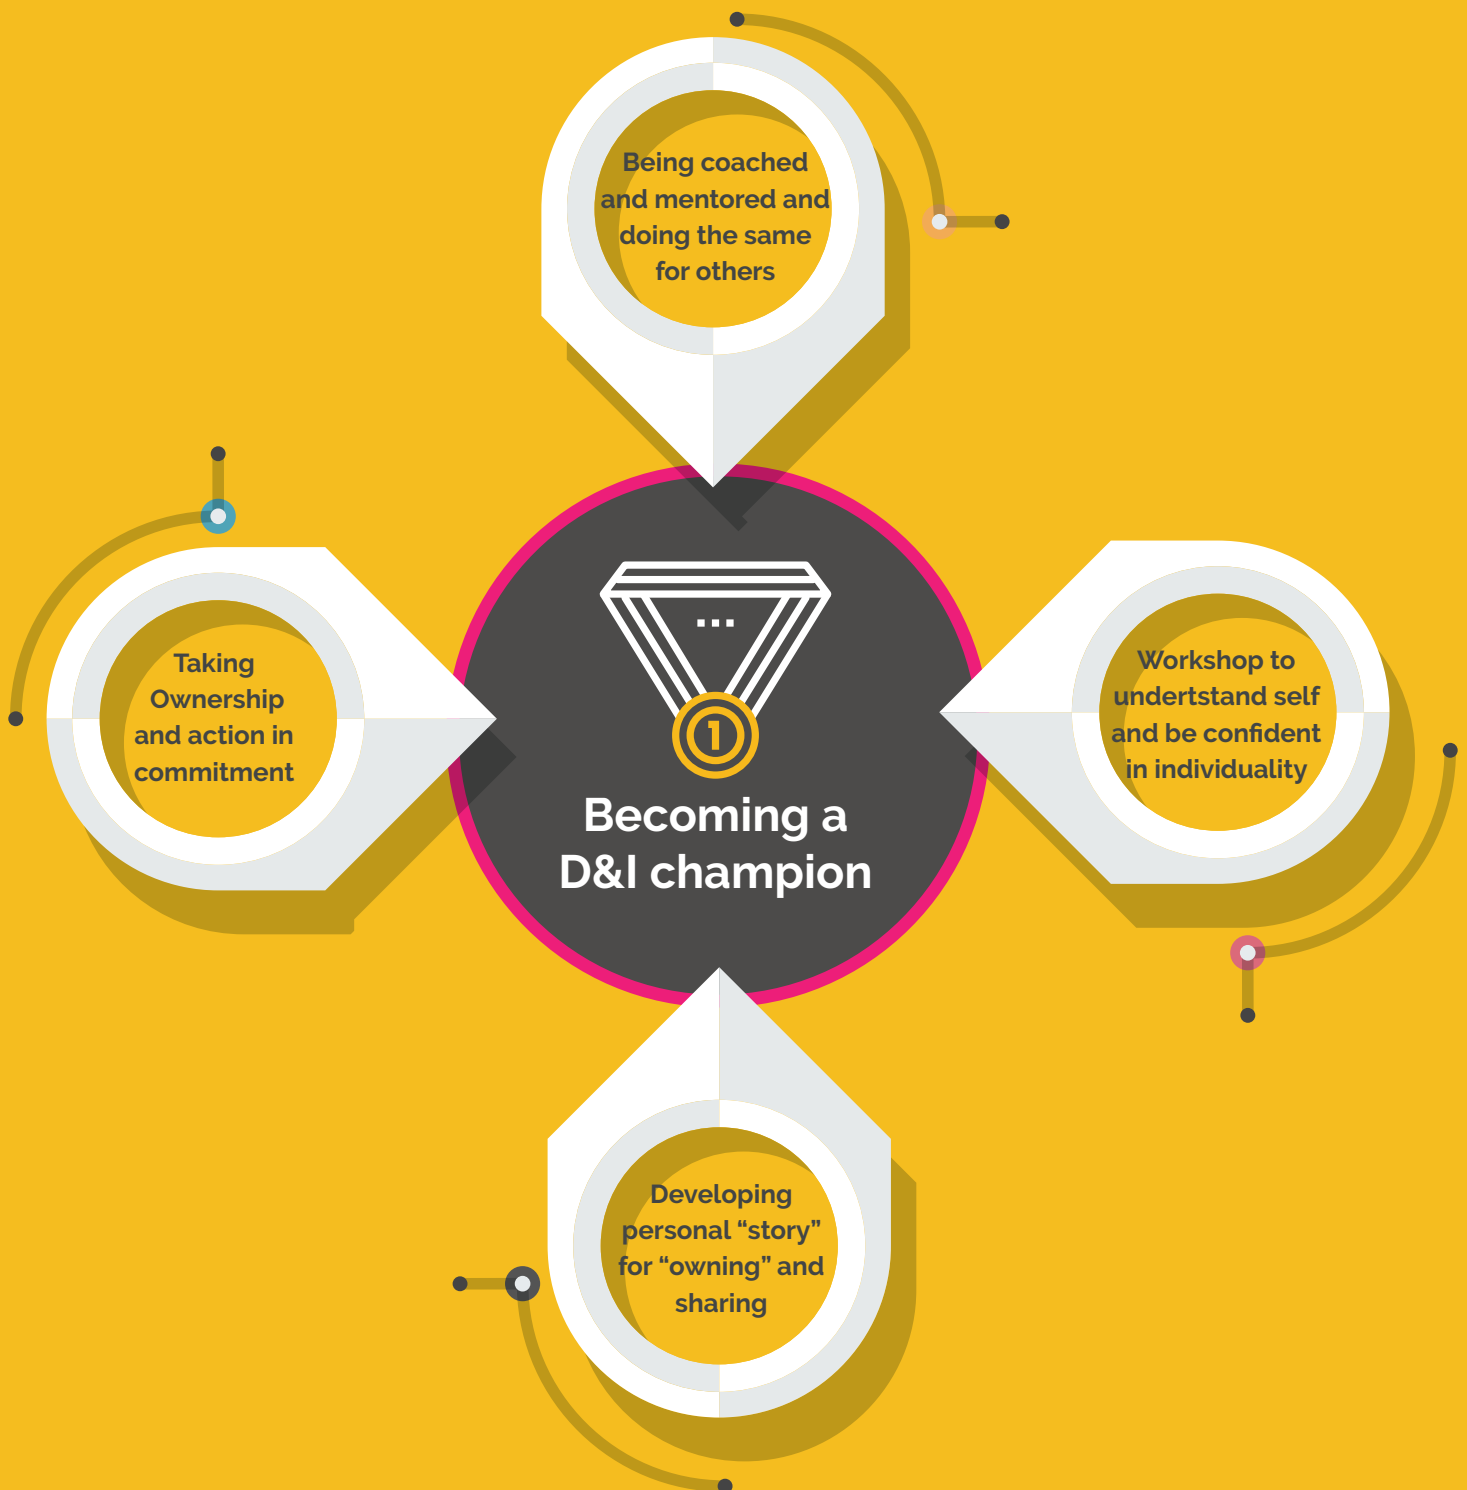 Being coached
and mentored and
doing the same
for others
Taking
Ownership
and action in
commitment
1
Becoming a
D&I champion
Workshop to
undertstand self
and be confident
in individuality
Developing
personal “story”
for “owning” and
sharing